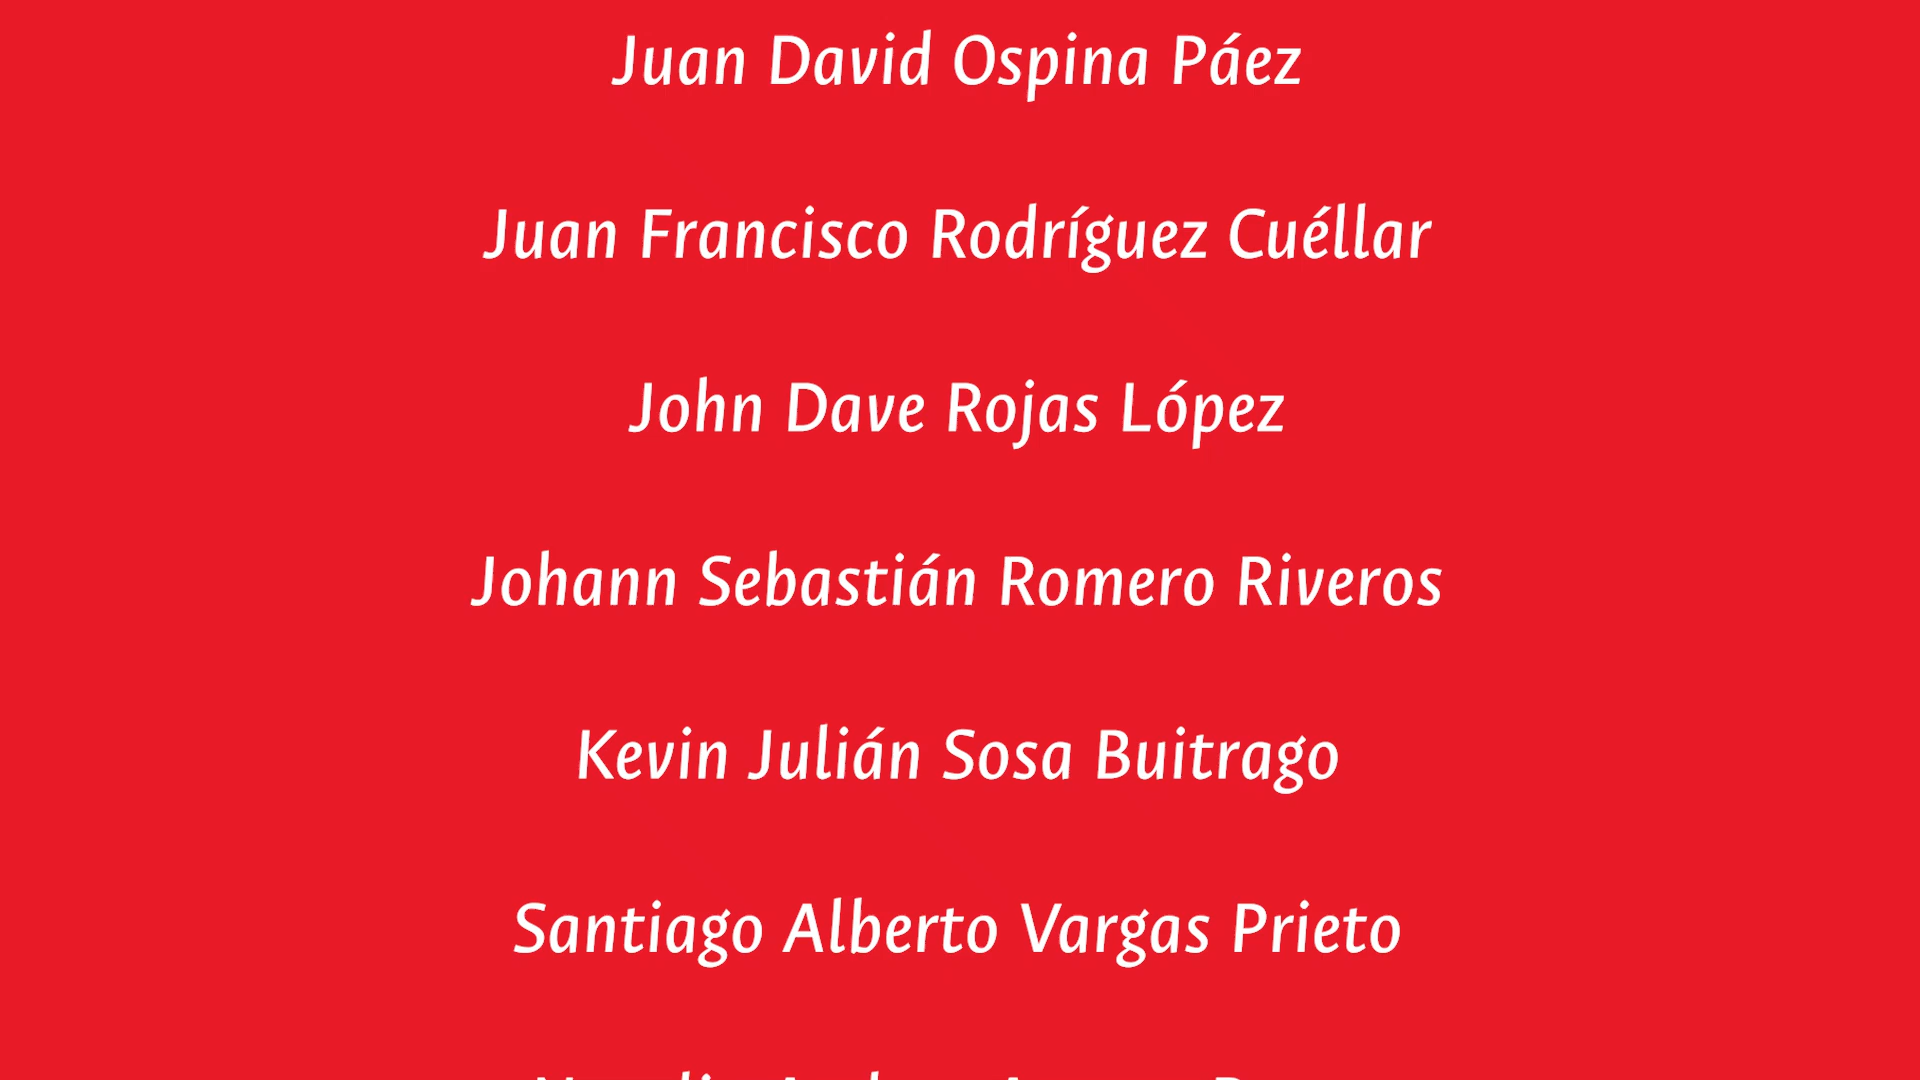 Juan David Ospina Páez
Juan Francisco Rodríguez Cuéllar
John Dave Rojas López
Johann Sebastián Romero Riveros
Kevin Julián Sosa Buitrago
Santiago Alberto Vargas Prieto